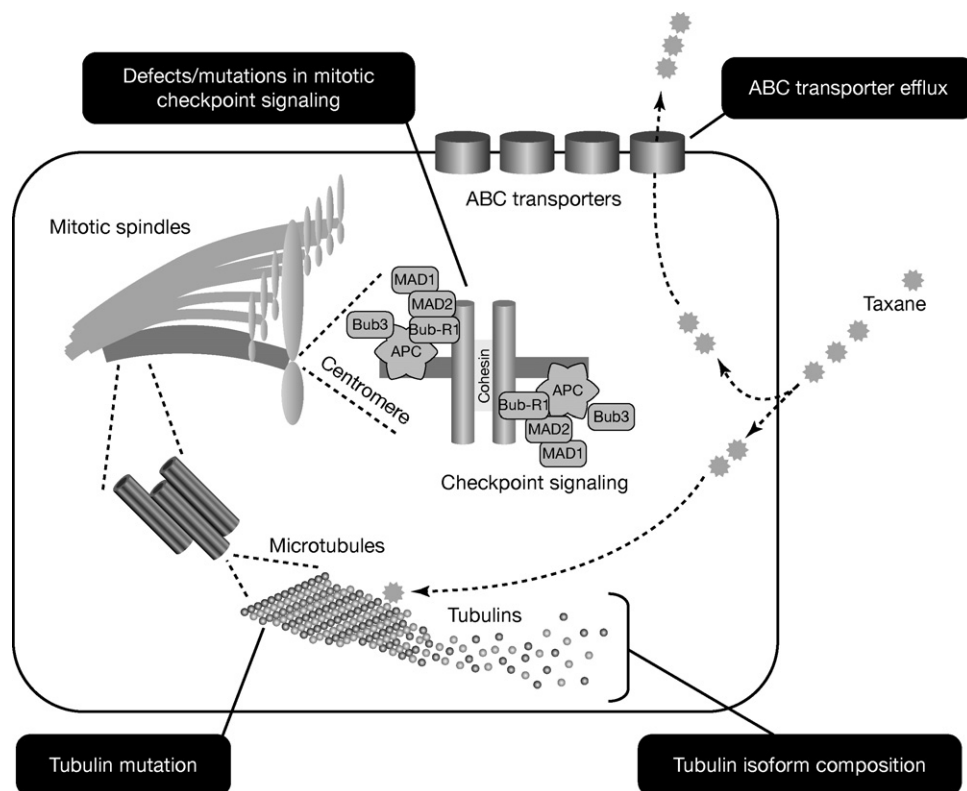 Defects/mutations in mitotic
checkpoint signaling
ABC transporter efflux
ABC transporters
Mitotic spindles
MAD1
MAD2
Bub3
Bub-R1
APC
Centromere
Cohesin
Taxane
APC
Bub-R1
Bub3
MAD2
MAD1
Checkpoint signaling
Microtubules
Tubulins
Tubulin mutation
Tubulin isoform composition